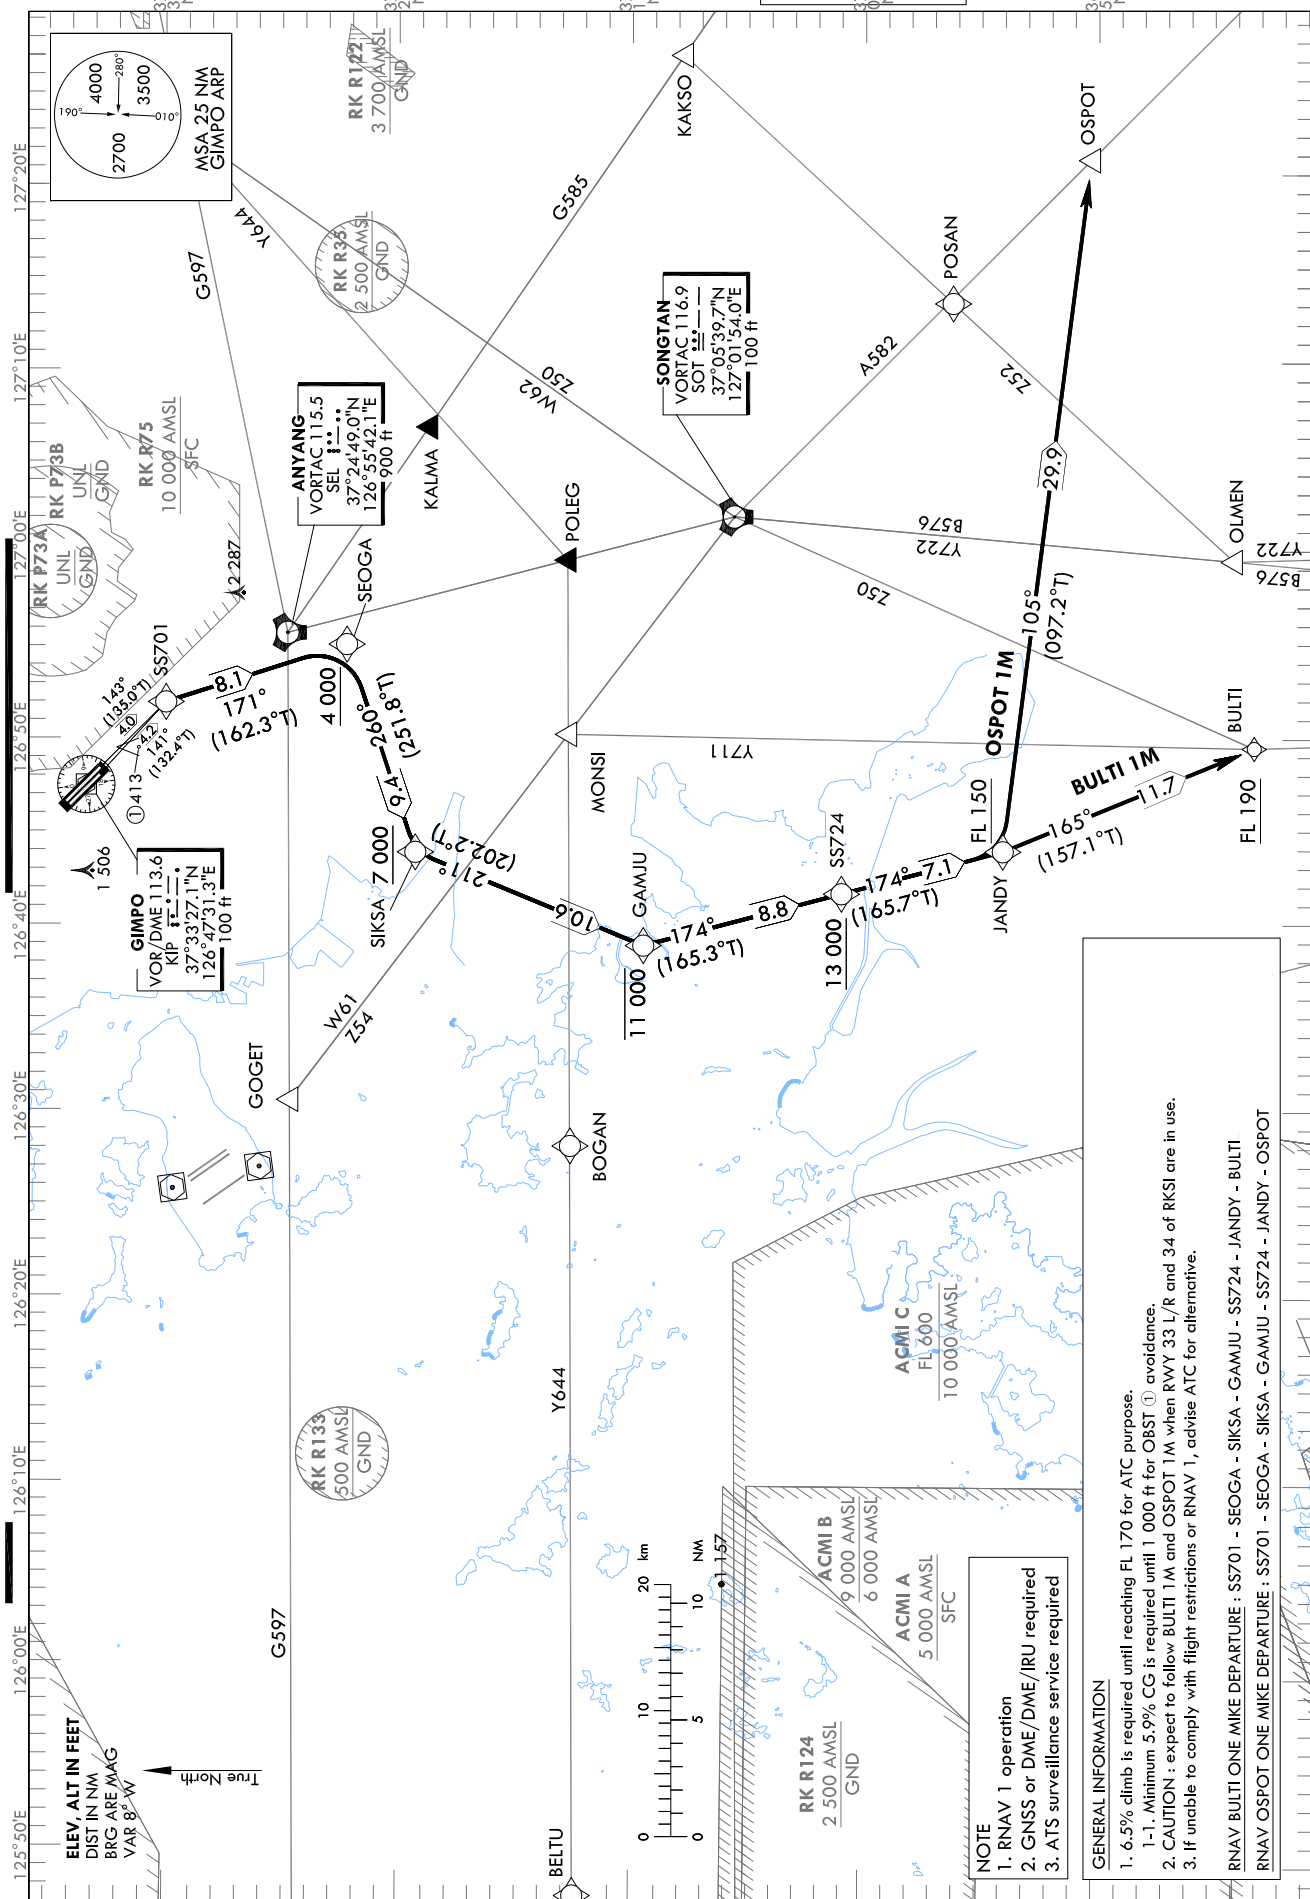 ELEV, ALT IN FEET
DIST IN NM
BRG ARE MAG
VAR 8° W
True North
125°50'E
126°00'E
126°10'E
126°20'E
126°30'E
126°40'E
126°50'E
127°00'E
127°10'E
127°20'E
190°
4000
280°
3500
010°
2700
MSA 25 NM
GIMPO ARP
RK R122
3 700 AMSL
GND
RK P73A
UNL
GND
RK P73B
UNL
GND
RK R75
10 000 AMSL
SFC
RK R35
2 500 AMSL
GND
RK R133
500 AMSL
GND
RK R124
2 500 AMSL
GND
ACMI A
5 000 AMSL
SFC
ACMI B
9 000 AMSL
6 000 AMSL
ACMI C
FL 600
10 000 AMSL
GIMPO
VOR/DME 113.6
KIP
37°33'27.1"N
126°47'31.3"E
100 ft
ANYANG
VORTAC 115.5
SEL
37°24'49.0"N
126°55'42.1"E
900 ft
SONGTAN
VORTAC 116.9
SOT
37°05'39.7"N
127°01'54.0"E
100 ft
1 506
① 413
2 287
1 157
143°
(135.0°T)
4.0
4.2
141°
(132.4°T)
SS701
8.1
171°
(162.3°T)
SEOGA
4 000
260°
(251.8°T)
9.4
7 000
SIKSA
211°
(202.2°T)
10.6
GAMJU
11 000
174°
(165.3°T)
8.8
SS724
13 000
174°
(165.7°T)
7.1
JANDY
FL 150
OSPOT 1M
105°
(097.2°T)
29.9
OSPOT
BULTI 1M
165°
(157.1°T)
11.7
BULTI
FL 190
KAKSO
POSAN
OLMEN
KALMA
POLEG
MONSI
GOGET
BOGAN
BELTU
G597
G597
Y644
Y644
G585
W62
Z50
Z50
A582
Z52
B576
Y722
Y722
B576
Y711
W61
Z54
20 km
10
0
NM
10
5
0
NOTE
1. RNAV 1 operation
2. GNSS or DME/DME/IRU required
3. ATS surveillance service required
GENERAL INFORMATION
1. 6.5% climb is required until reaching FL 170 for ATC purpose.
1-1. Minimum 5.9% CG is required until 1 000 ft for OBST ① avoidance.
2. CAUTION : expect to follow BULTI 1M and OSPOT 1M when RWY 33 L/R and 34 of RKSI are in use.
3. If unable to comply with flight restrictions or RNAV 1, advise ATC for alternative.
RNAV BULTI ONE MIKE DEPARTURE : SS701 - SEOGA - SIKSA - GAMJU - SS724 - JANDY - BULTI
RNAV OSPOT ONE MIKE DEPARTURE : SS701 - SEOGA - SIKSA - GAMJU - SS724 - JANDY - OSPOT